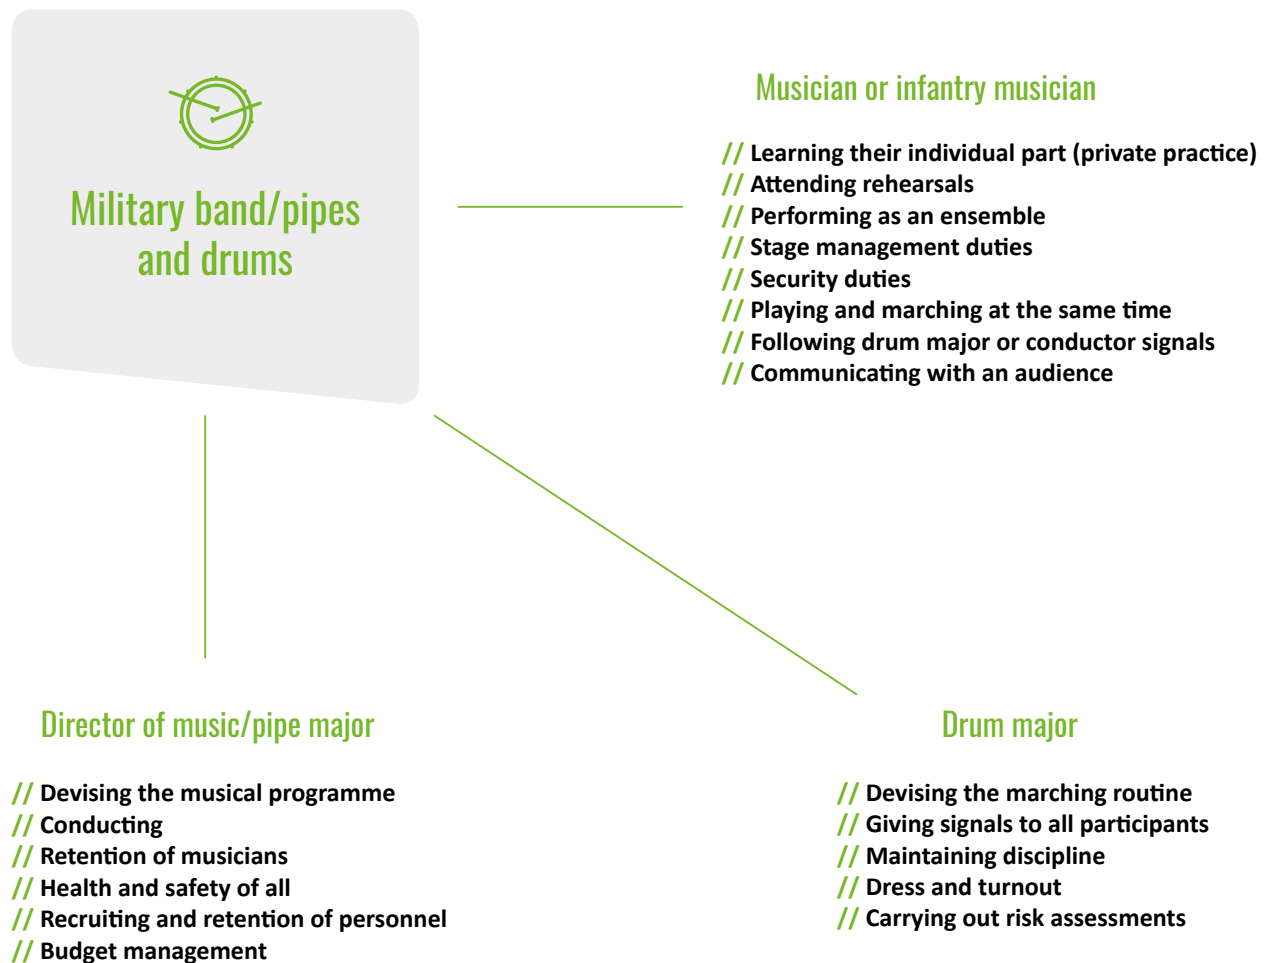 Military band/pipes
and drums
Musician or infantry musician
// Learning their individual part (private practice)
// Attending rehearsals
// Performing as an ensemble
// Stage management duties
// Security duties
// Playing and marching at the same time
// Following drum major or conductor signals
// Communicating with an audience
Director of music/pipe major
// Devising the musical programme
// Conducting
// Retention of musicians
// Health and safety of all
// Recruiting and retention of personnel
// Budget management
Drum major
// Devising the marching routine
// Giving signals to all participants
// Maintaining discipline
// Dress and turnout
// Carrying out risk assessments